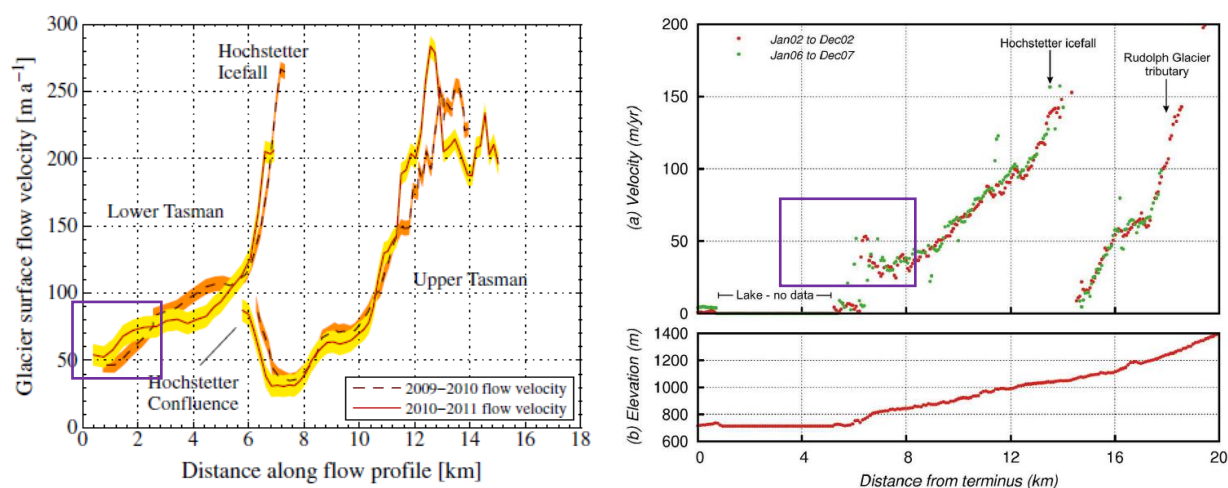 300
250
200
150
100
50
0
Glacier surface flow velocity [m a⁻¹]
Hochstetter
Icefall
Lower Tasman
Upper Tasman
Hochstetter
Confluence
2009−2010 flow velocity
2010−2011 flow velocity
0 2 4 6 8 10 12 14 16 18
Distance along flow profile [km]
200
150
100
50
0
(a) Velocity (m/yr)
Jan02 to Dec02
Jan06 to Dec07
Hochstetter icefall
Rudolph Glacier
tributary
Lake - no data
1400
1200
1000
800
600
(b) Elevation (m)
0 4 8 12 16 20
Distance from terminus (km)